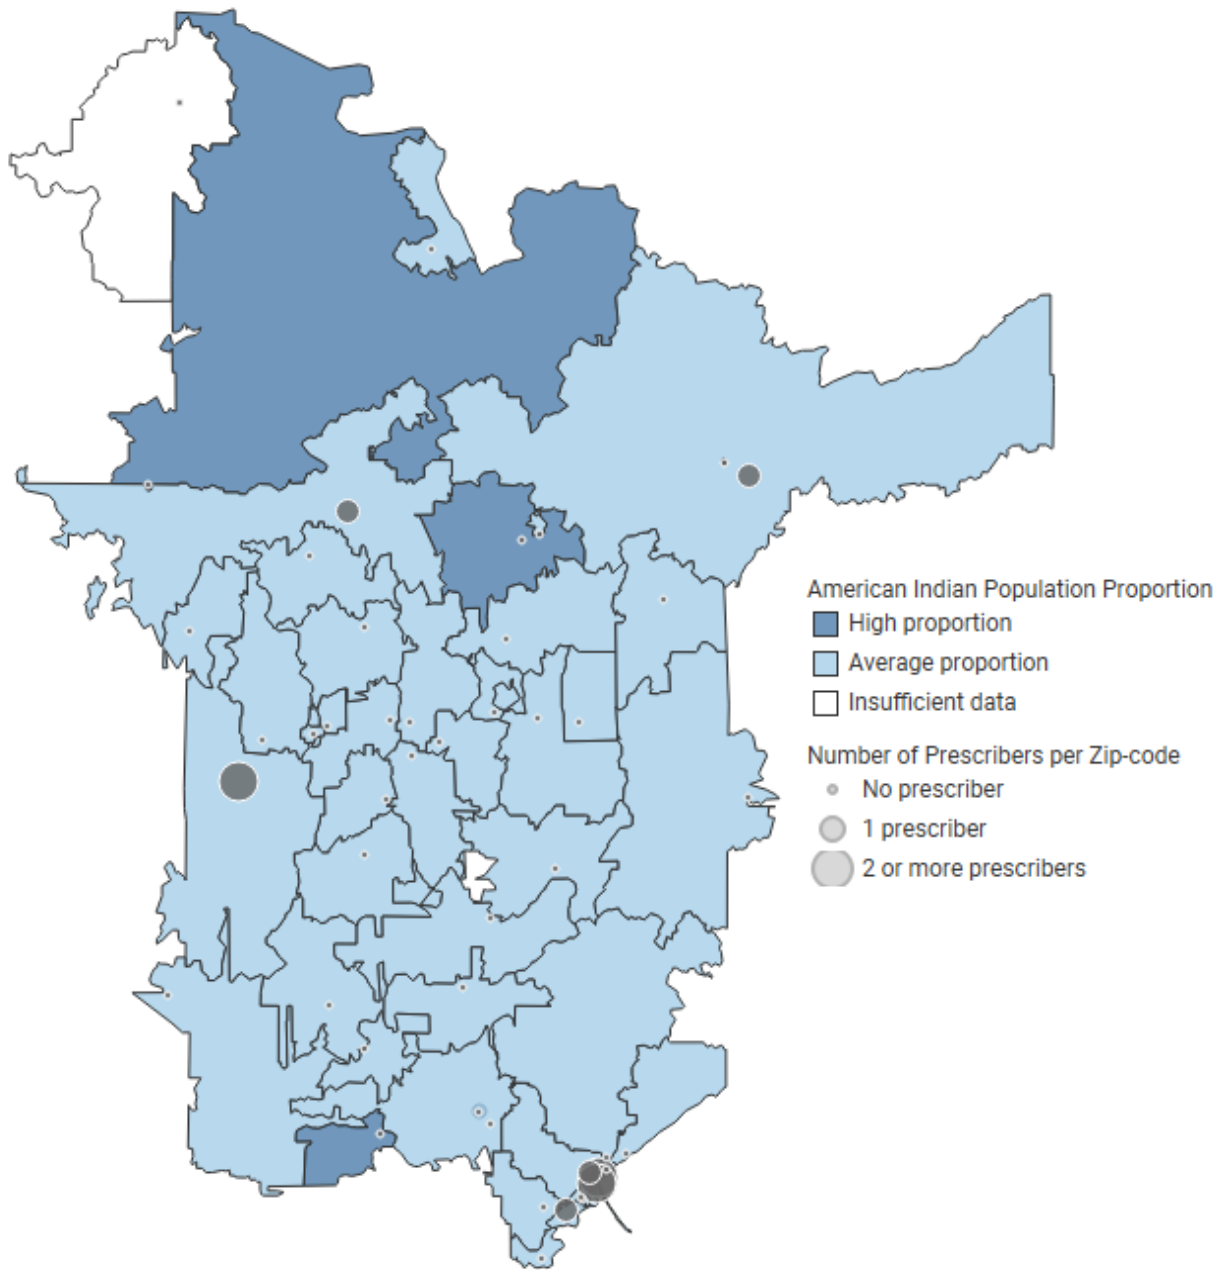 American Indian Population Proportion
High proportion
Average proportion
Insufficient data
Number of Prescribers per Zip-code
No prescriber
1 prescriber
2 or more prescribers